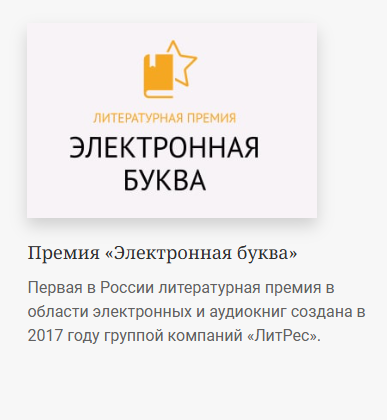 ЛИТЕРАТУРНАЯ ПРЕМИЯ
ЭЛЕКТРОННАЯ
БУКВА
Премия «Электронная буква»
Первая в России литературная премия в
области электронных и аудиокниг создана в
2017 году группой компаний «ЛитРес».